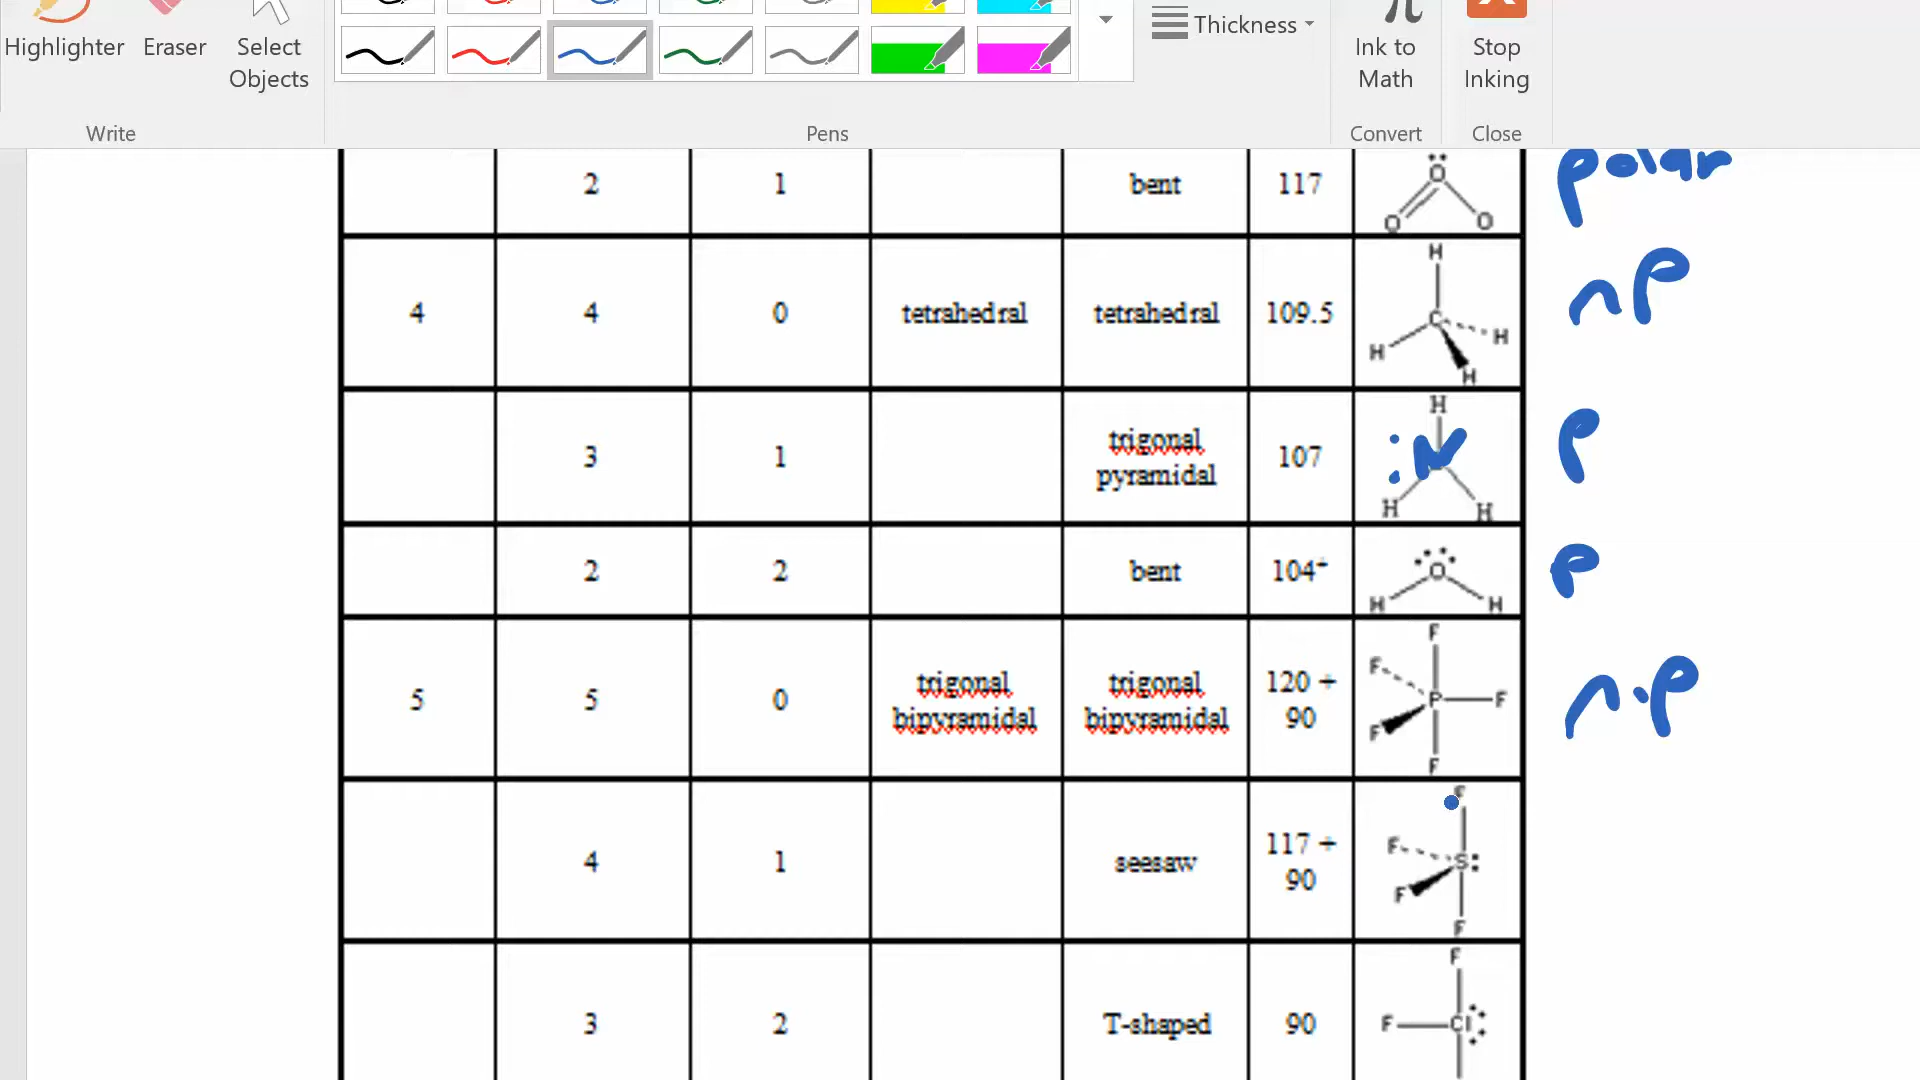 Highlighter Eraser Select Objects
Thickness
Ink to Math
Stop Inking
Write Pens Convert Close
2 1 bent 117 O O O polar
4 4 0 tetrahedral tetrahedral 109.5 H C H H H np
3 1 trigonal pyramidal 107 H :N H H p
2 2 bent 104+ O H H p
5 5 0 trigonal bipyramidal trigonal bipyramidal 120 + 90 F F P F F F n.p
4 1 seesaw 117 + 90 F F S: F F
3 2 T-shaped 90 F F Cl